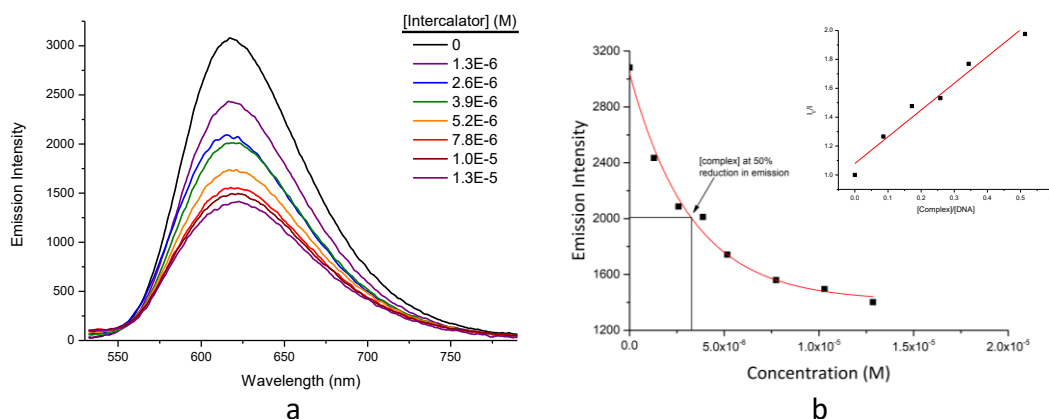 [Intercalator] (M)
0
1.3E-6
2.6E-6
3.9E-6
5.2E-6
7.8E-6
1.0E-5
1.3E-5
Emission Intensity
3000
2500
2000
1500
1000
500
0
550
600
650
700
750
Wavelength (nm)
a
Emission Intensity
3200
2800
2400
2000
1600
1200
[complex] at 50%
reduction in emission
0.0
5.0x10⁻⁶
1.0x10⁻⁵
1.5x10⁻⁵
2.0x10⁻⁵
Concentration (M)
I₀/I
2.0
1.8
1.6
1.4
1.2
1.0
0.0
0.1
0.2
0.3
0.4
0.5
[Complex]/[DNA]
b